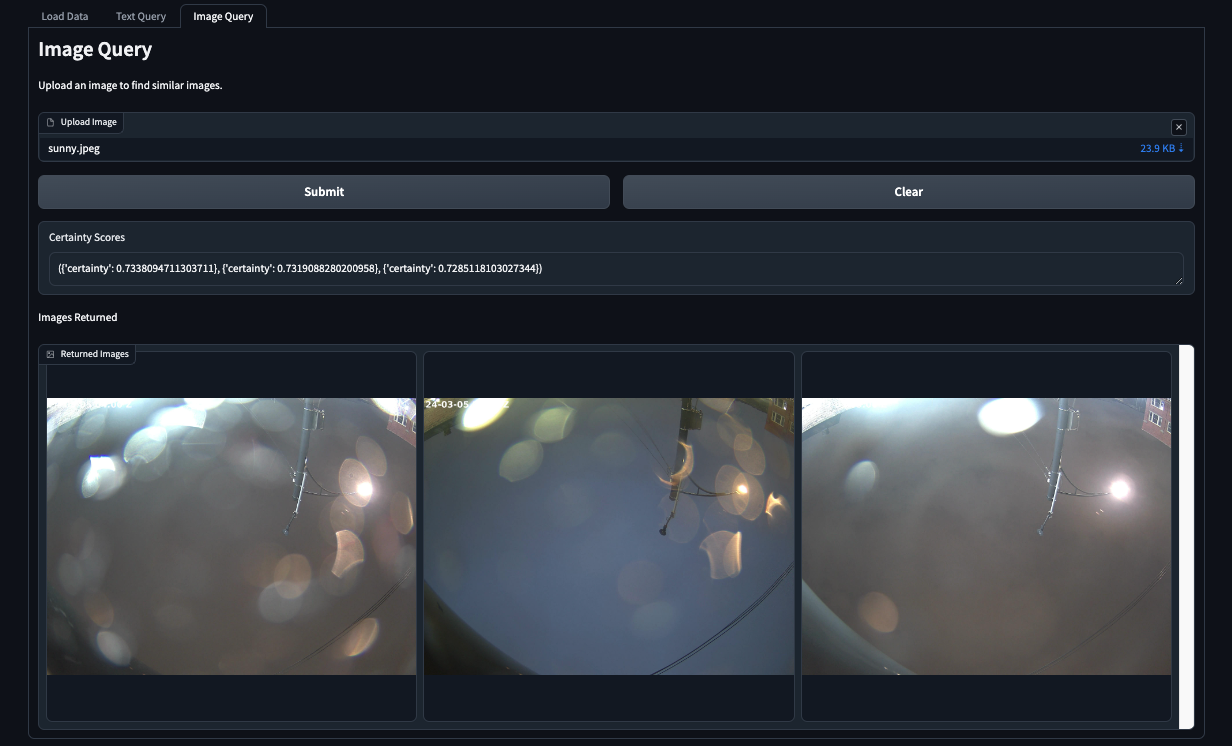 Load Data
Text Query
Image Query
Image Query
Upload an image to find similar images.
Upload Image
sunny.jpeg
23.9 KB ↓
Submit
Clear
Certainty Scores
({'certainty': 0.7338094711303711}, {'certainty': 0.7319088280200958}, {'certainty': 0.7285118103027344})
Images Returned
Returned Images
24-03-05